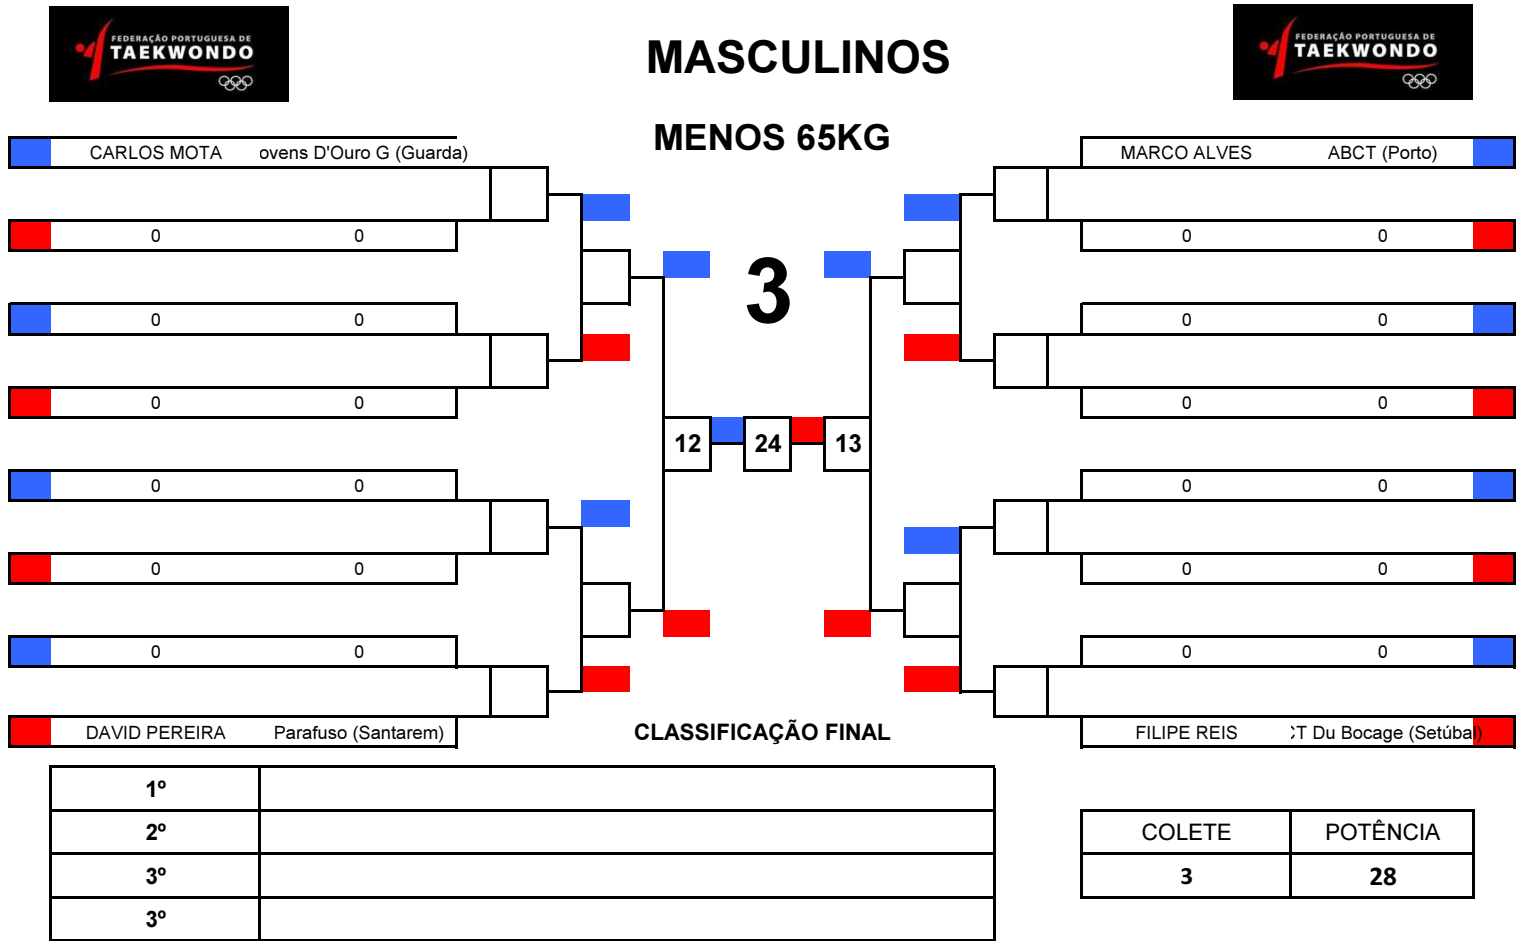 FEDERAÇÃO PORTUGUESA DE
TAEKWONDO
MASCULINOS
FEDERAÇÃO PORTUGUESA DE
TAEKWONDO
MENOS 65KG
CARLOS MOTA ovens D'Ouro G (Guarda)
MARCO ALVES ABCT (Porto)
0 0
0 0
3
0 0
0 0
0 0
0 0
12 24 13
0 0
0 0
0 0
0 0
0 0
0 0
DAVID PEREIRA Parafuso (Santarem)
CLASSIFICAÇÃO FINAL
FILIPE REIS CT Du Bocage (Setúbal)
1º
2º
3º
3º
COLETE POTÊNCIA
3 28